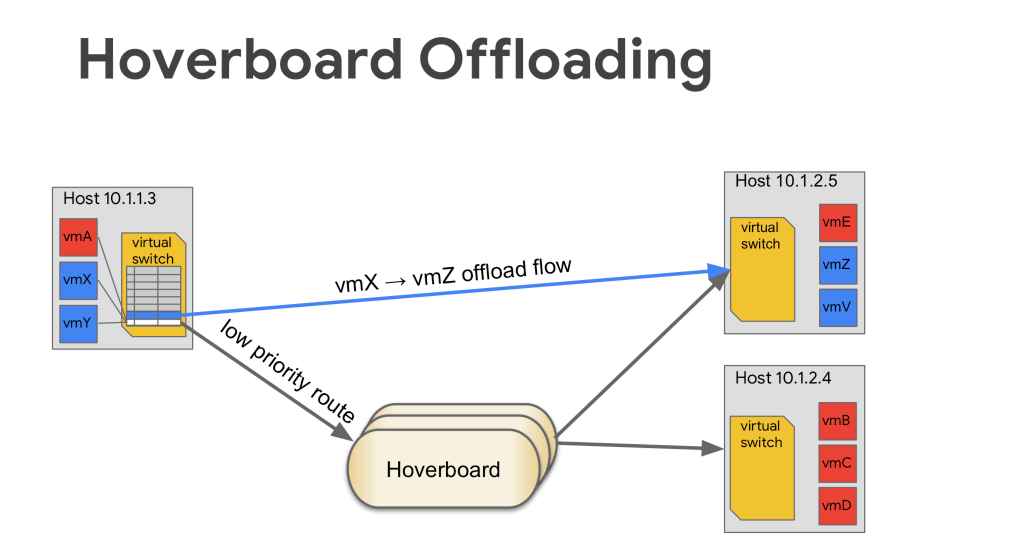 Hoverboard Offloading
Host 10.1.1.3
vmA
vmX
vmY
virtual
switch
vmX → vmZ offload flow
low priority route
Hoverboard
Host 10.1.2.5
virtual
switch
vmE
vmZ
vmV
Host 10.1.2.4
virtual
switch
vmB
vmC
vmD